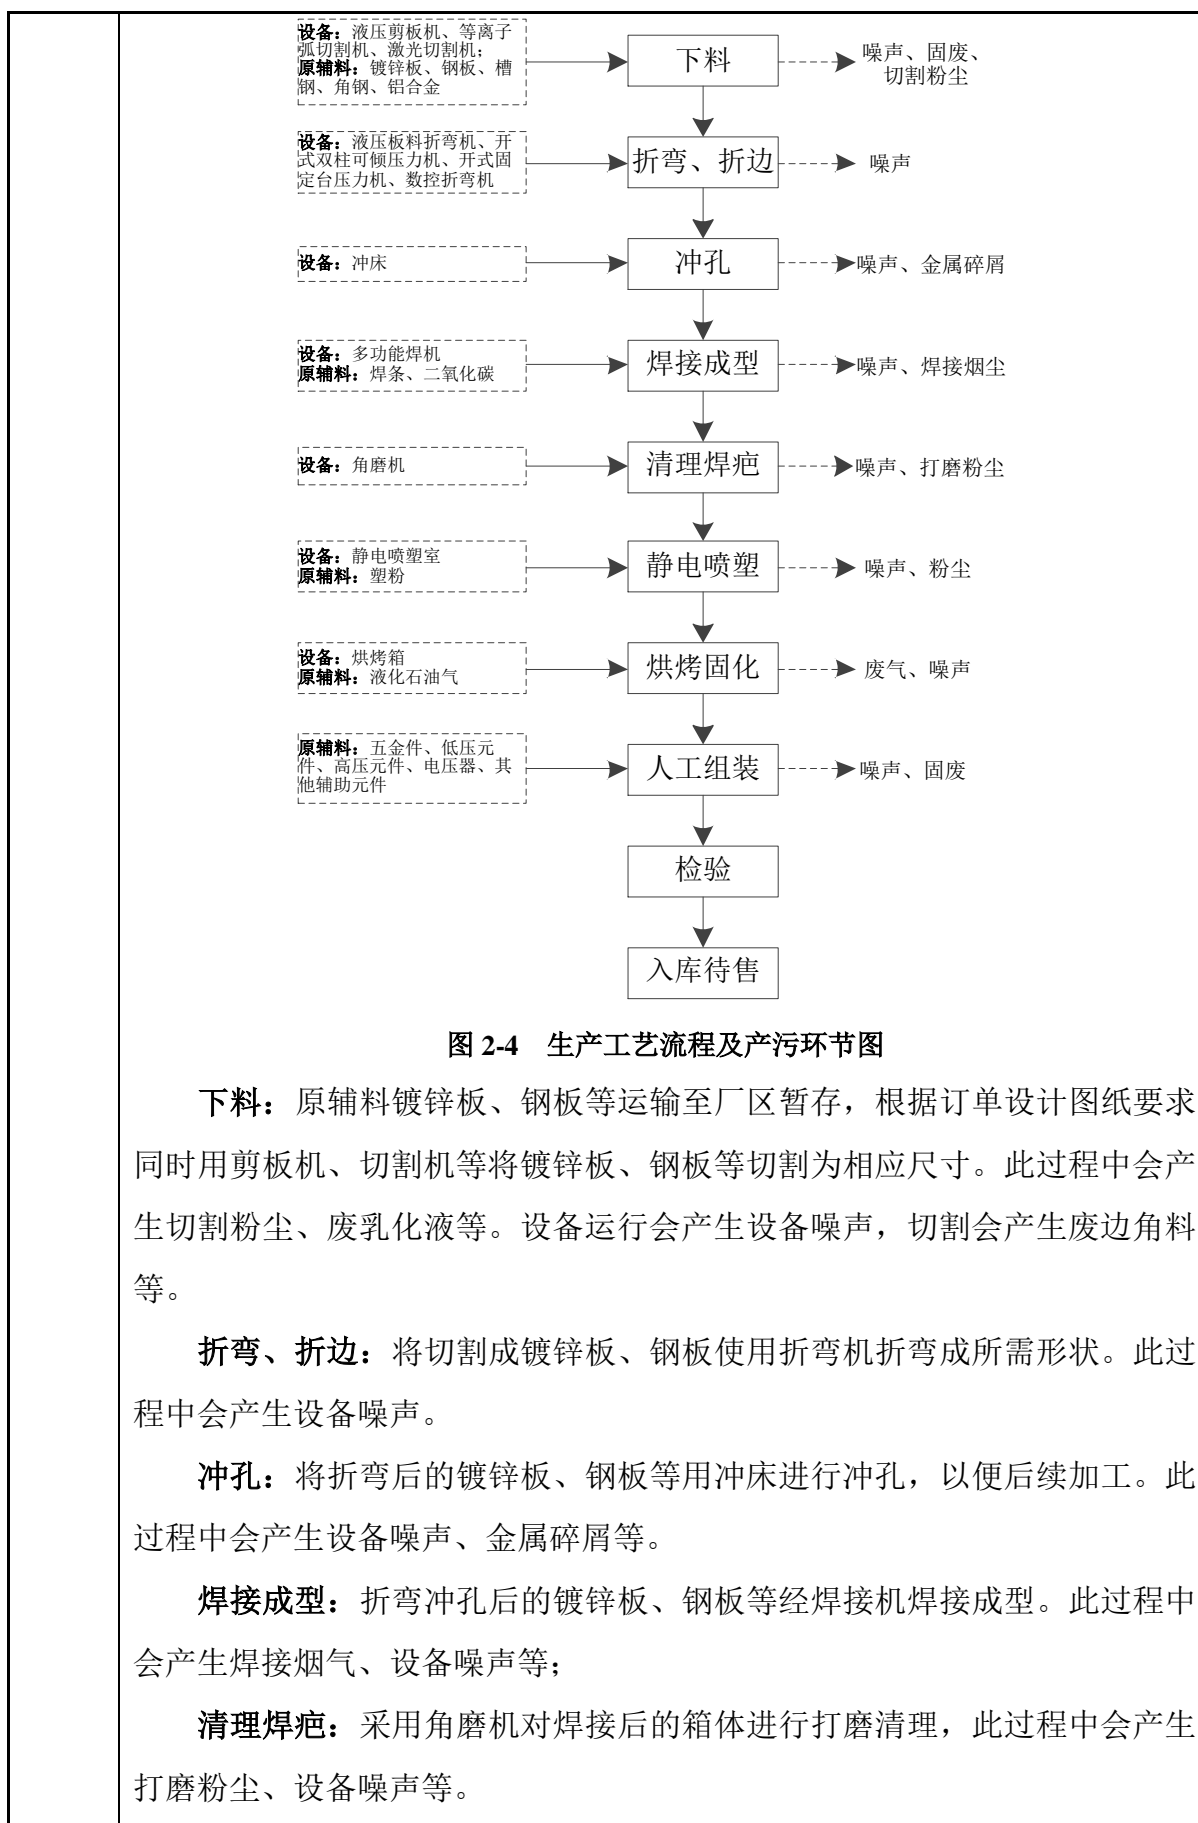 设备：液压剪板机、等离子
弧切割机、激光切割机；
原辅料：镀锌板、钢板、槽
钢、角钢、铝合金
下料
噪声、固废、
切割粉尘
设备：液压板料折弯机、开
式双柱可倾压力机、开式固
定台压力机、数控折弯机
折弯、折边
噪声
设备：冲床
冲孔
噪声、金属碎屑
设备：多功能焊机
原辅料：焊条、二氧化碳
焊接成型
噪声、焊接烟尘
设备：角磨机
清理焊疤
噪声、打磨粉尘
设备：静电喷塑室
原辅料：塑粉
静电喷塑
噪声、粉尘
设备：烘烤箱
原辅料：液化石油气
烘烤固化
废气、噪声
原辅料：五金件、低压元
件、高压元件、电压器、其
他辅助元件
人工组装
噪声、固废
检验
入库待售
图 2-4 生产工艺流程及产污环节图
下料：原辅料镀锌板、钢板等运输至厂区暂存，根据订单设计图纸要求
同时用剪板机、切割机等将镀锌板、钢板等切割为相应尺寸。此过程中会产
生切割粉尘、废乳化液等。设备运行会产生设备噪声，切割会产生废边角料
等。
折弯、折边：将切割成镀锌板、钢板使用折弯机折弯成所需形状。此过
程中会产生设备噪声。
冲孔：将折弯后的镀锌板、钢板等用冲床进行冲孔，以便后续加工。此
过程中会产生设备噪声、金属碎屑等。
焊接成型：折弯冲孔后的镀锌板、钢板等经焊接机焊接成型。此过程中
会产生焊接烟气、设备噪声等；
清理焊疤：采用角磨机对焊接后的箱体进行打磨清理，此过程中会产生
打磨粉尘、设备噪声等。